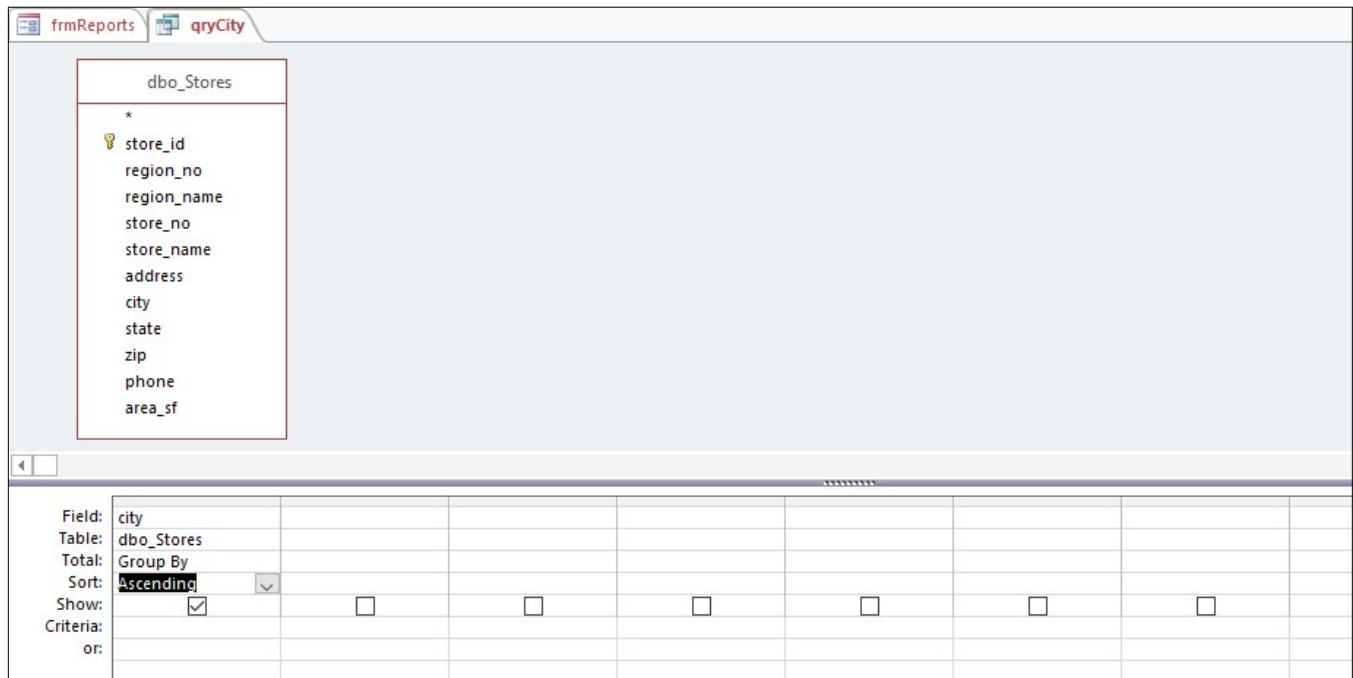 frmReports qryCity
dbo_Stores
*
store_id
region_no
region_name
store_no
store_name
address
city
state
zip
phone
area_sf
Field: city
Table: dbo_Stores
Total: Group By
Sort: Ascending
Show:
Criteria:
or: